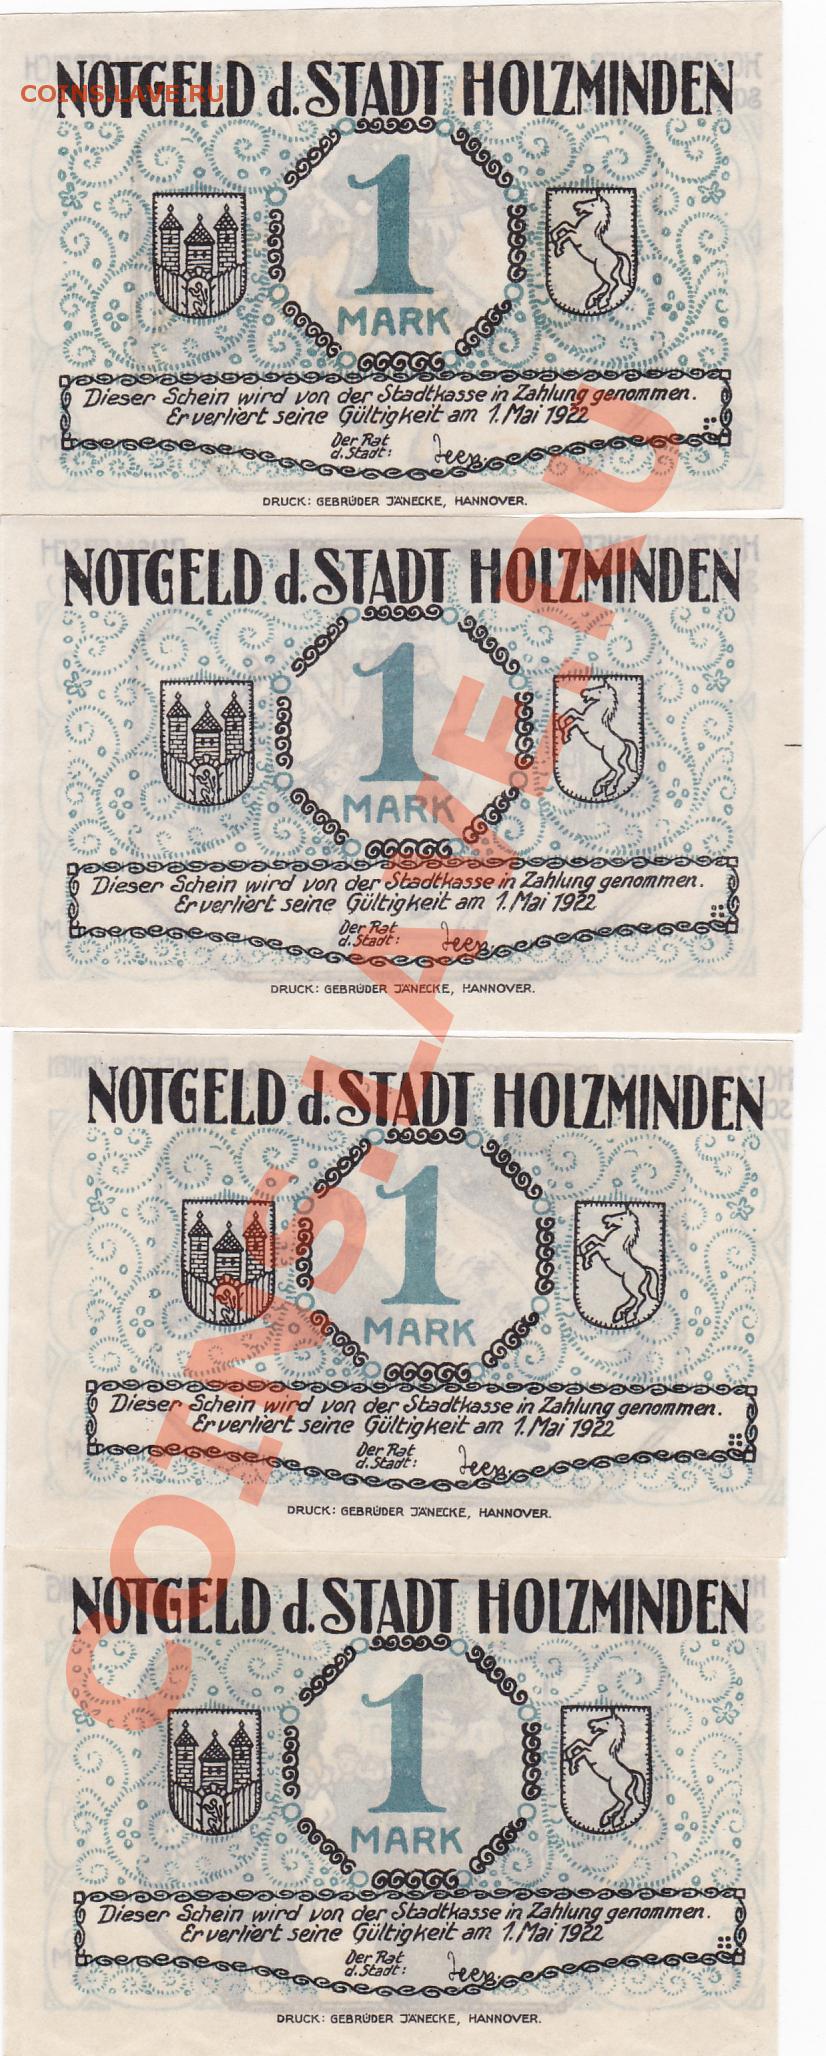 NOTGELD d. STADT HOLZMINDEN
COINS.LAVE.RU
1
MARK
Dieser Schein wird von der Stadtkasse in Zahlung genommen.
Er verliert seine Gültigkeit am 1. Mai 1922
Der Rat
d. Stadt:
DRUCK: GEBRÜDER JÄNECKE, HANNOVER.
NOTGELD d. STADT HOLZMINDEN
1
MARK
Dieser Schein wird von der Stadtkasse in Zahlung genommen.
Er verliert seine Gültigkeit am 1. Mai 1922
Der Rat
d. Stadt:
DRUCK: GEBRÜDER JÄNECKE, HANNOVER.
NOTGELD d. STADT HOLZMINDEN
1
MARK
Dieser Schein wird von der Stadtkasse in Zahlung genommen.
Er verliert seine Gültigkeit am 1. Mai 1922
Der Rat
d. Stadt:
DRUCK: GEBRÜDER JÄNECKE, HANNOVER.
NOTGELD d. STADT HOLZMINDEN
1
MARK
Dieser Schein wird von der Stadtkasse in Zahlung genommen.
Er verliert seine Gültigkeit am 1. Mai 1922
Der Rat
d. Stadt:
DRUCK: GEBRÜDER JÄNECKE, HANNOVER.
COINS.LAVE.RU